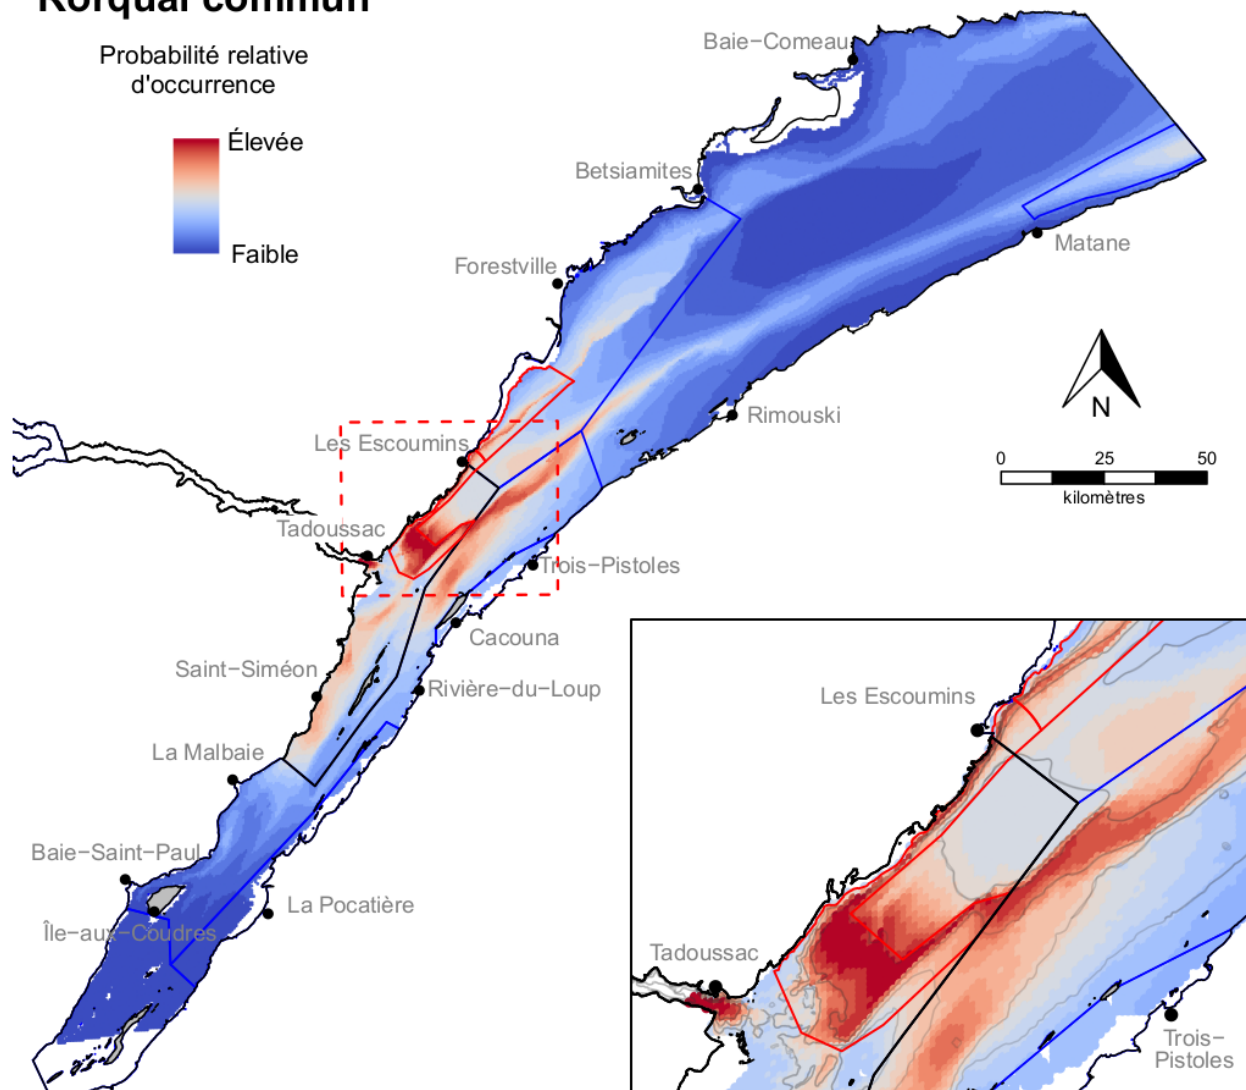 Rorqual commun
Probabilité relative
d'occurrence
Élevée
Faible
Baie−Comeau
Betsiamites
Matane
Forestville
Rimouski
N
0 25 50
kilomètres
Les Escoumins
Tadoussac
Trois−Pistoles
Cacouna
Saint−Siméon
Rivière−du−Loup
La Malbaie
Baie−Saint−Paul
La Pocatière
Île−aux−Coudres
Les Escoumins
Tadoussac
Trois−
Pistoles